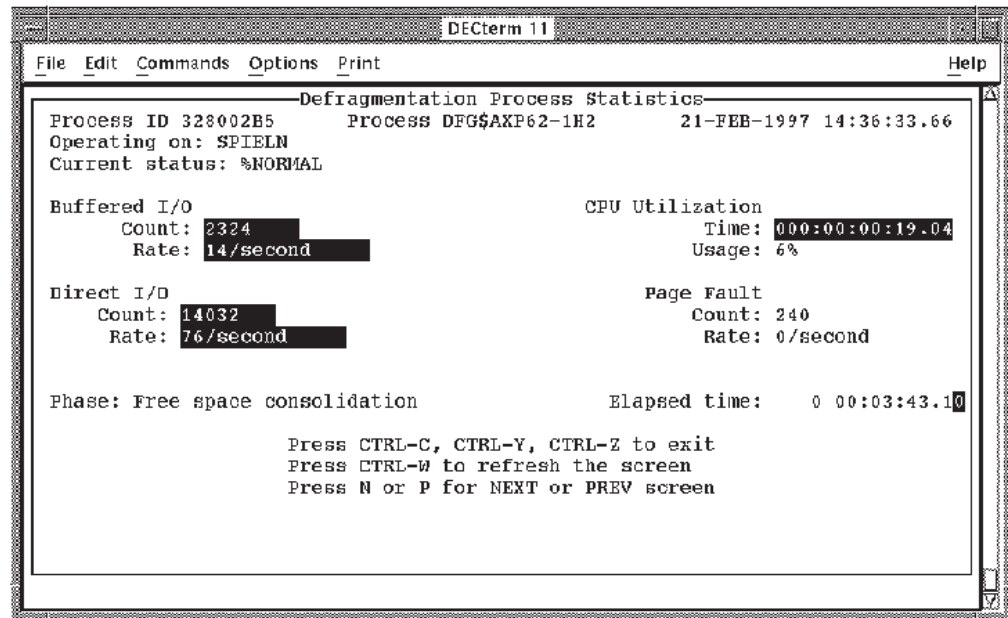 DECterm 11
File Edit Commands Options Print Help
Defragmentation Process Statistics
Process ID 328002B5 Process DFG$AXP62-1H2 21-FEB-1997 14:36:33.66
Operating on: SPIELN
Current status: %NORMAL
Buffered I/O CPU Utilization
Count: 2324 Time: 000:00:00:19.04
Rate: 14/second Usage: 6%
Direct I/O Page Fault
Count: 14032 Count: 240
Rate: 76/second Rate: 0/second
Phase: Free space consolidation Elapsed time: 0 00:03:43.10
Press CTRL-C, CTRL-Y, CTRL-Z to exit
Press CTRL-W to refresh the screen
Press N or P for NEXT or PREV screen